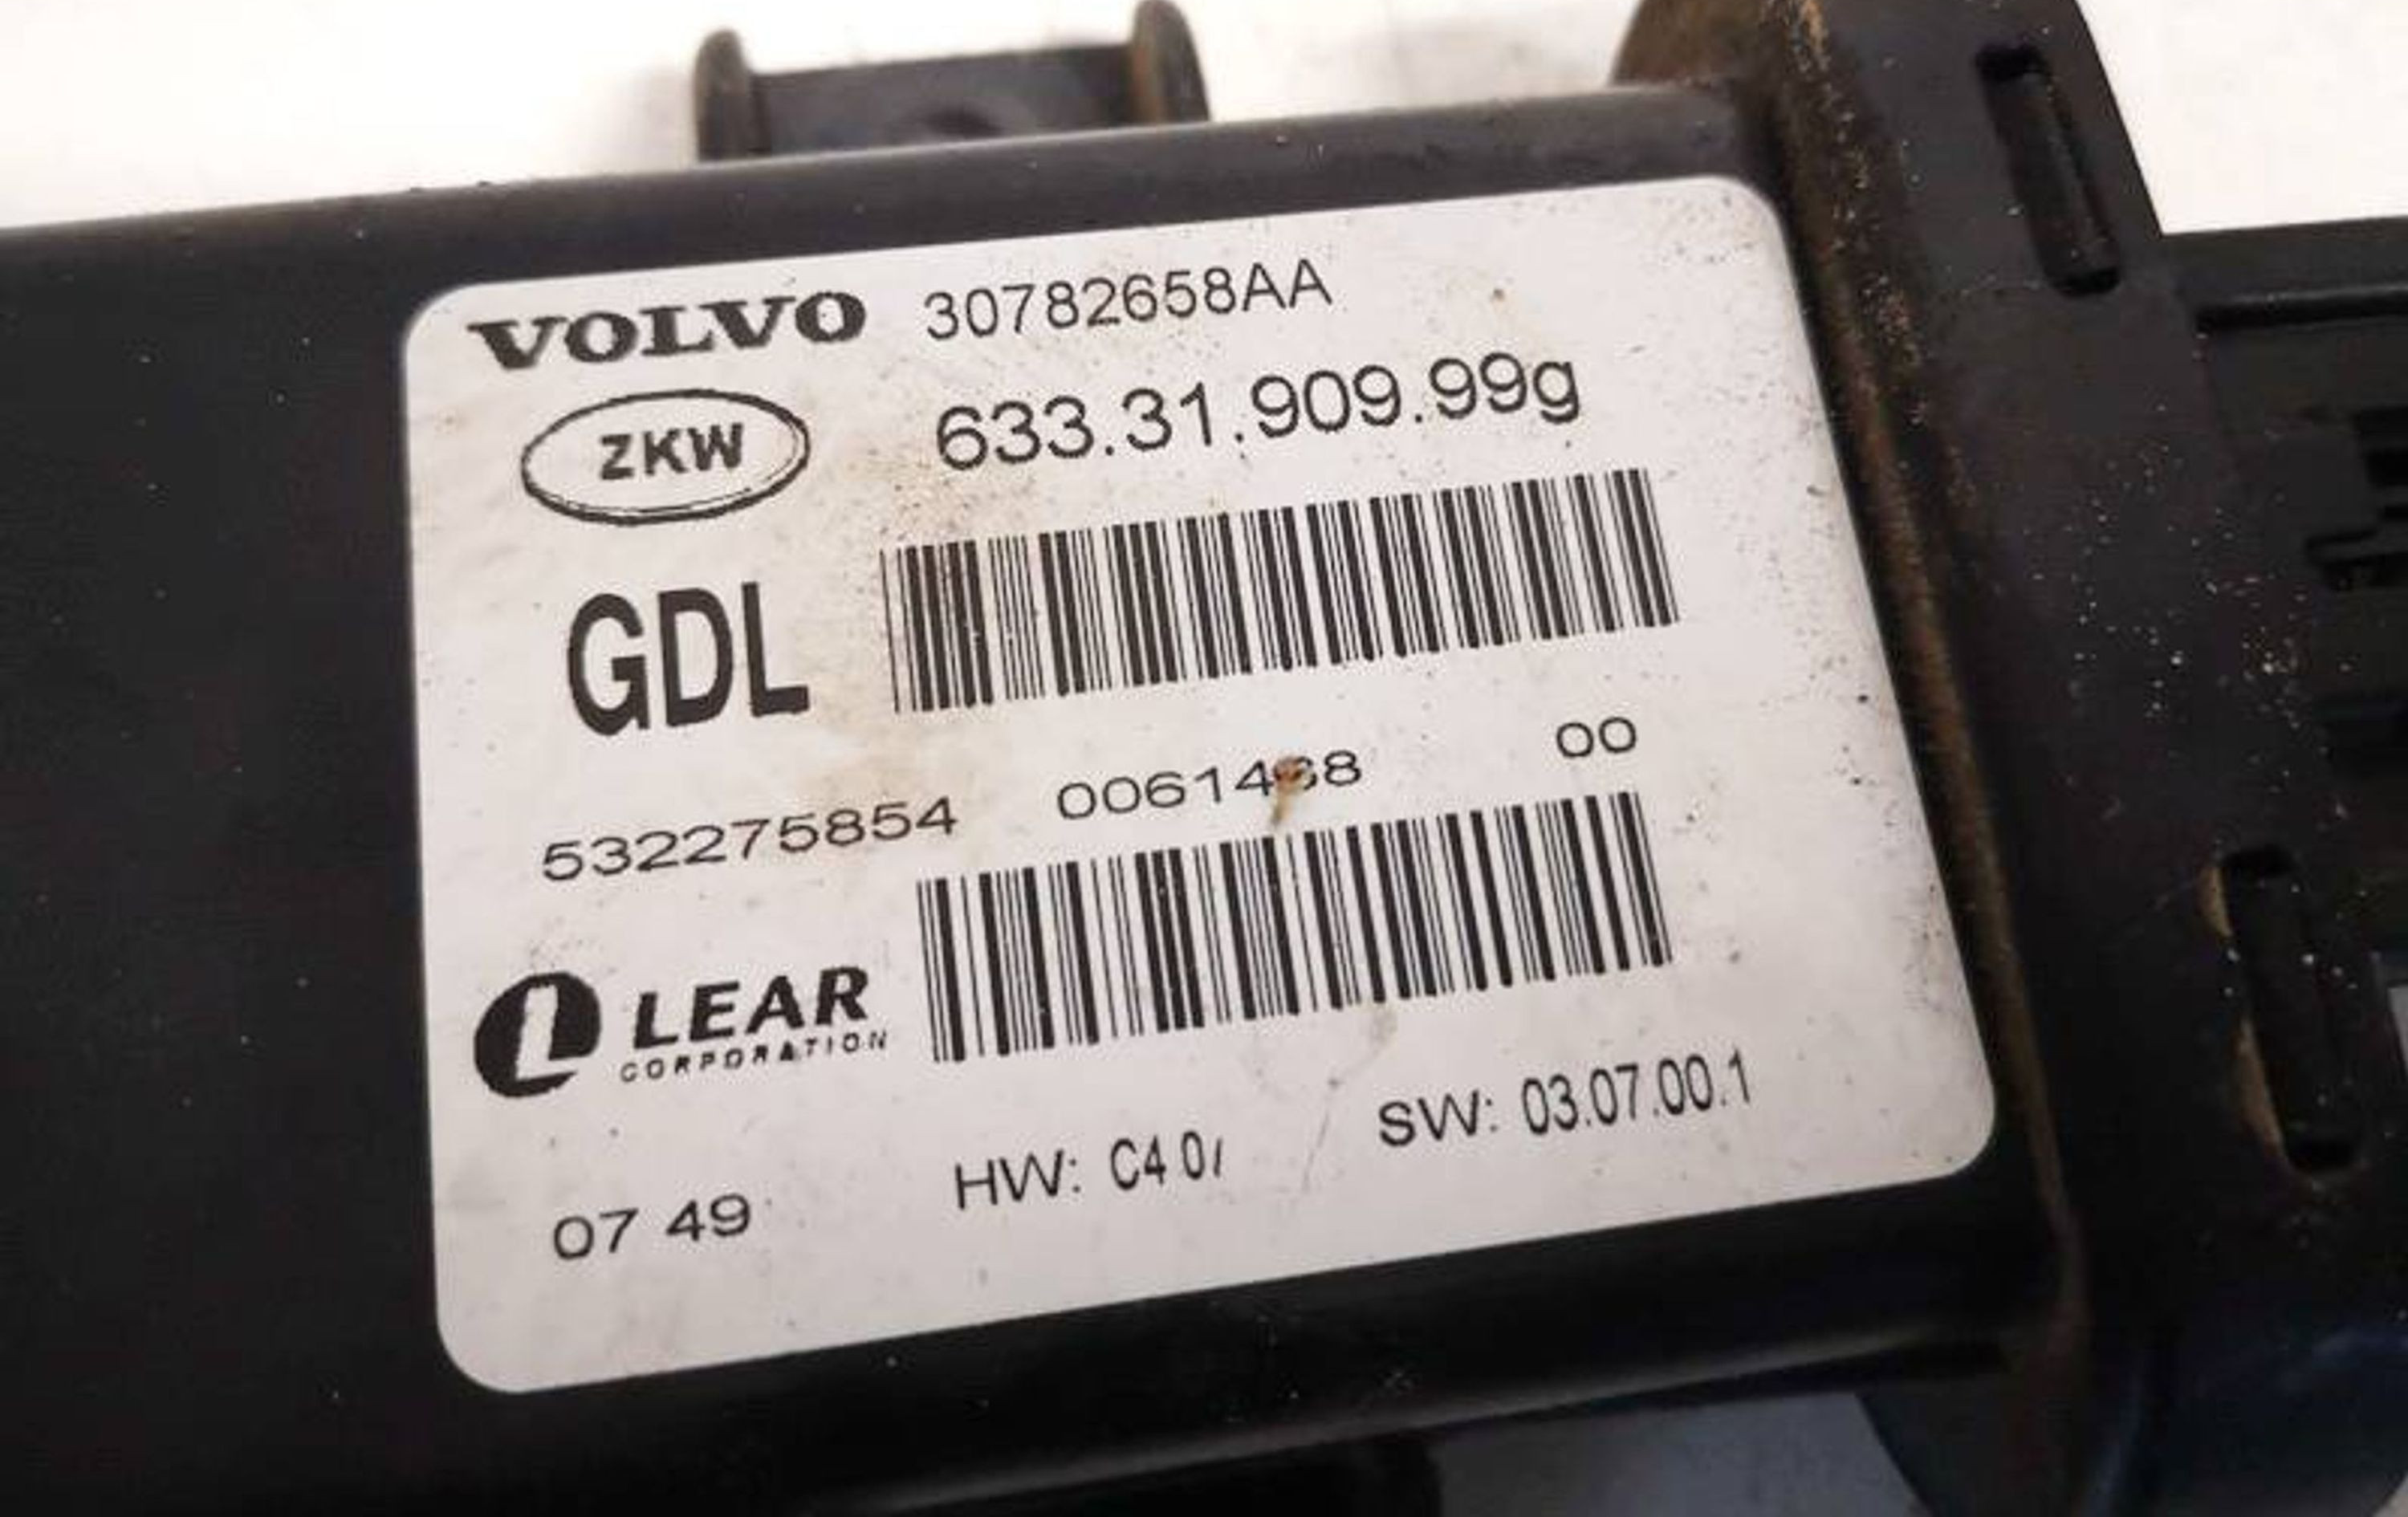 VOLVO 30782658AA
ZKW 633.31.909.99g
GDL
532275854 00
LEAR
CORPORATION
07 49 HW: C4 SW: 03.07.00.1